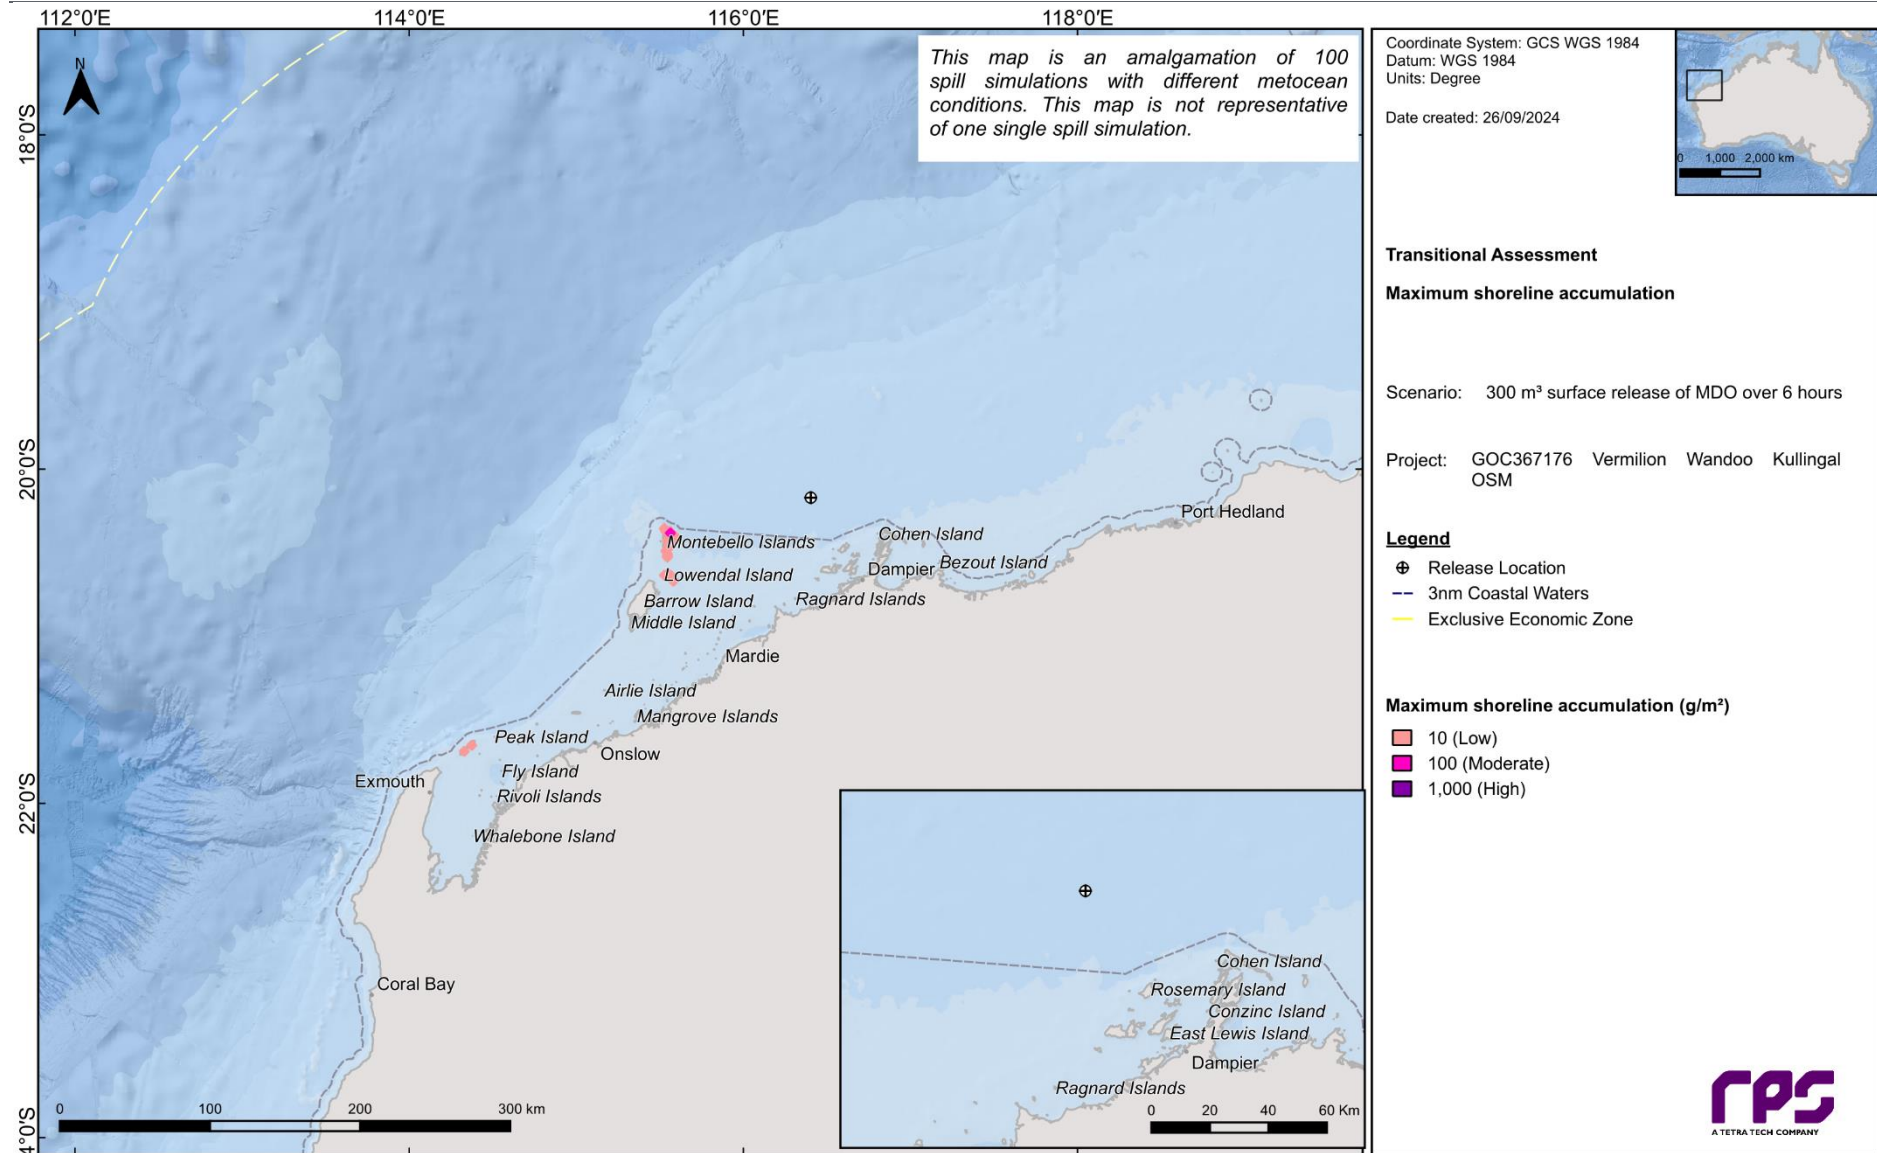 112°0′E
114°0′E
116°0′E
118°0′E
18°0′S
20°0′S
22°0′S
4°0′S
N
This map is an amalgamation of 100
spill simulations with different metocean
conditions. This map is not representative
of one single spill simulation.
Port Hedland
Cohen Island
Montebello Islands
Bezout Island
Dampier
Lowendal Island
Barrow Island
Ragnard Islands
Middle Island
Mardie
Airlie Island
Mangrove Islands
Peak Island
Onslow
Fly Island
Exmouth
Rivoli Islands
Whalebone Island
Coral Bay
0 100 200 300 km
Cohen Island
Rosemary Island
Conzinc Island
East Lewis Island
Dampier
Ragnard Islands
0 20 40 60 Km
Coordinate System: GCS WGS 1984
Datum: WGS 1984
Units: Degree
Date created: 26/09/2024
0 1,000 2,000 km
Transitional Assessment
Maximum shoreline accumulation
Scenario: 300 m³ surface release of MDO over 6 hours
Project: GOC367176 Vermilion Wandoo Kullingal
OSM
Legend
Release Location
3nm Coastal Waters
Exclusive Economic Zone
Maximum shoreline accumulation (g/m²)
10 (Low)
100 (Moderate)
1,000 (High)
rps
A TETRA TECH COMPANY